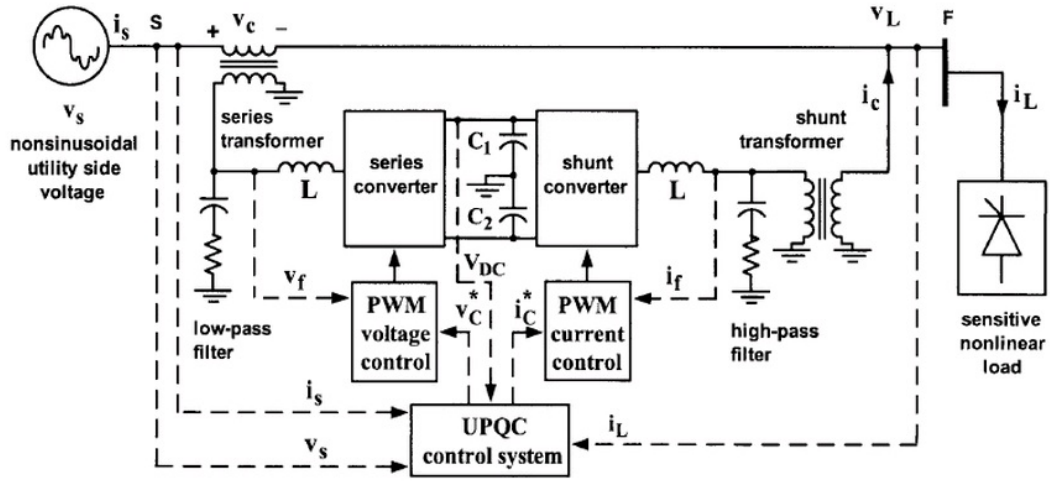 i_s
S
+ v_c −
v_L
F
v_s
nonsinusoidal
utility side
voltage
series
transformer
L
series
converter
C_1
C_2
shunt
converter
L
shunt
transformer
i_c
i_L
v_f
V_DC
v_C^*
i_C^*
i_f
low-pass
filter
PWM
voltage
control
PWM
current
control
high-pass
filter
sensitive
nonlinear
load
i_s
v_s
UPQC
control system
i_L